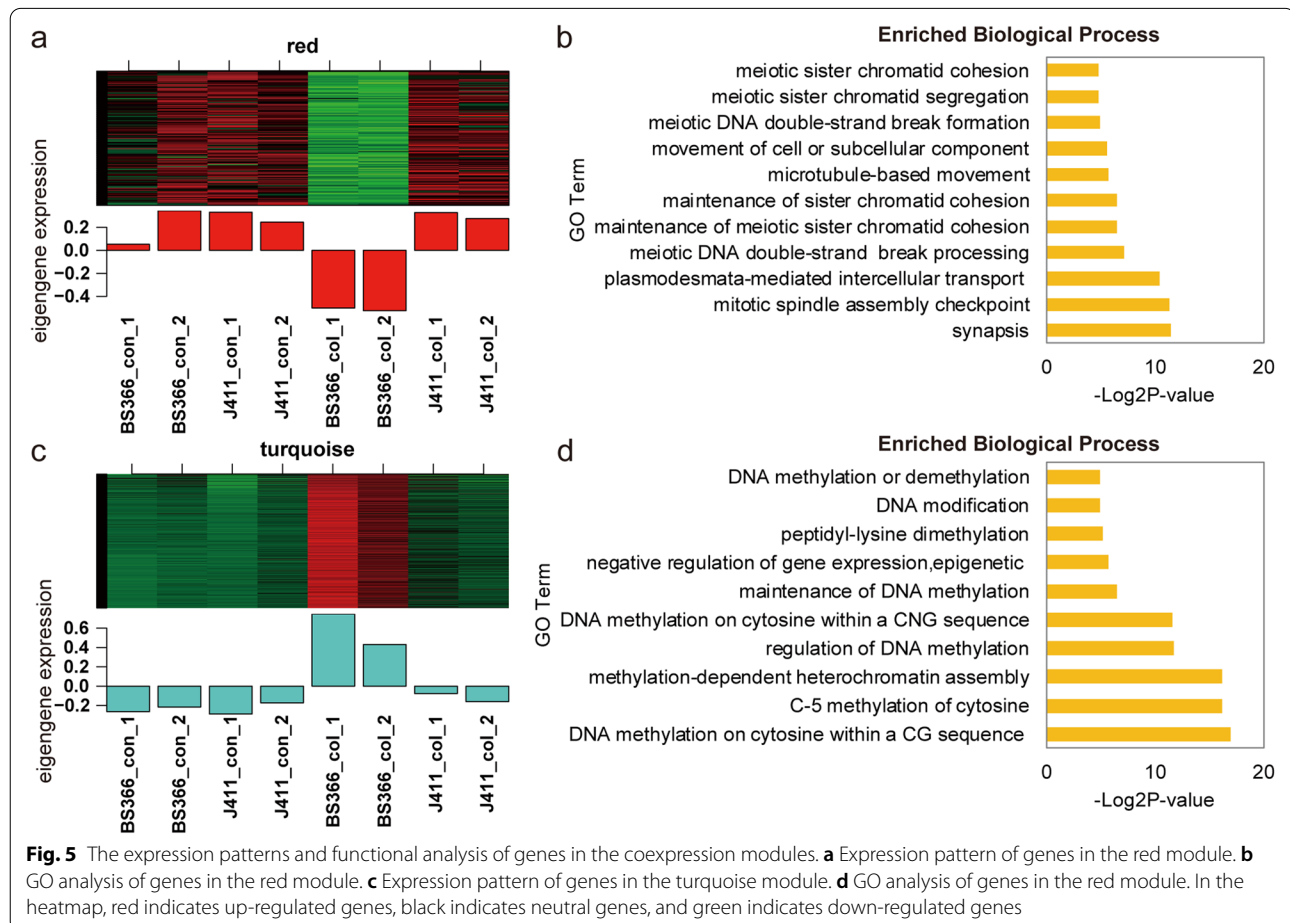 a
red
eigengene expression
0.2
0.0
−0.2
−0.4
BS366_con_1
BS366_con_2
J411_con_1
J411_con_2
BS366_col_1
BS366_col_2
J411_col_1
J411_col_2
b
Enriched Biological Process
GO Term
meiotic sister chromatid cohesion
meiotic sister chromatid segregation
meiotic DNA double-strand break formation
movement of cell or subcellular component
microtubule-based movement
maintenance of sister chromatid cohesion
maintenance of meiotic sister chromatid cohesion
meiotic DNA double-strand break processing
plasmodesmata-mediated intercellular transport
mitotic spindle assembly checkpoint
synapsis
0 10 20
-Log2P-value
c
turquoise
eigengene expression
0.6
0.4
0.2
0.0
−0.2
BS366_con_1
BS366_con_2
J411_con_1
J411_con_2
BS366_col_1
BS366_col_2
J411_col_1
J411_col_2
d
Enriched Biological Process
GO Term
DNA methylation or demethylation
DNA modification
peptidyl-lysine dimethylation
negative regulation of gene expression,epigenetic
maintenance of DNA methylation
DNA methylation on cytosine within a CNG sequence
regulation of DNA methylation
methylation-dependent heterochromatin assembly
C-5 methylation of cytosine
DNA methylation on cytosine within a CG sequence
0 10 20
-Log2P-value
Fig. 5 The expression patterns and functional analysis of genes in the coexpression modules. a Expression pattern of genes in the red module. b
GO analysis of genes in the red module. c Expression pattern of genes in the turquoise module. d GO analysis of genes in the red module. In the
heatmap, red indicates up-regulated genes, black indicates neutral genes, and green indicates down-regulated genes